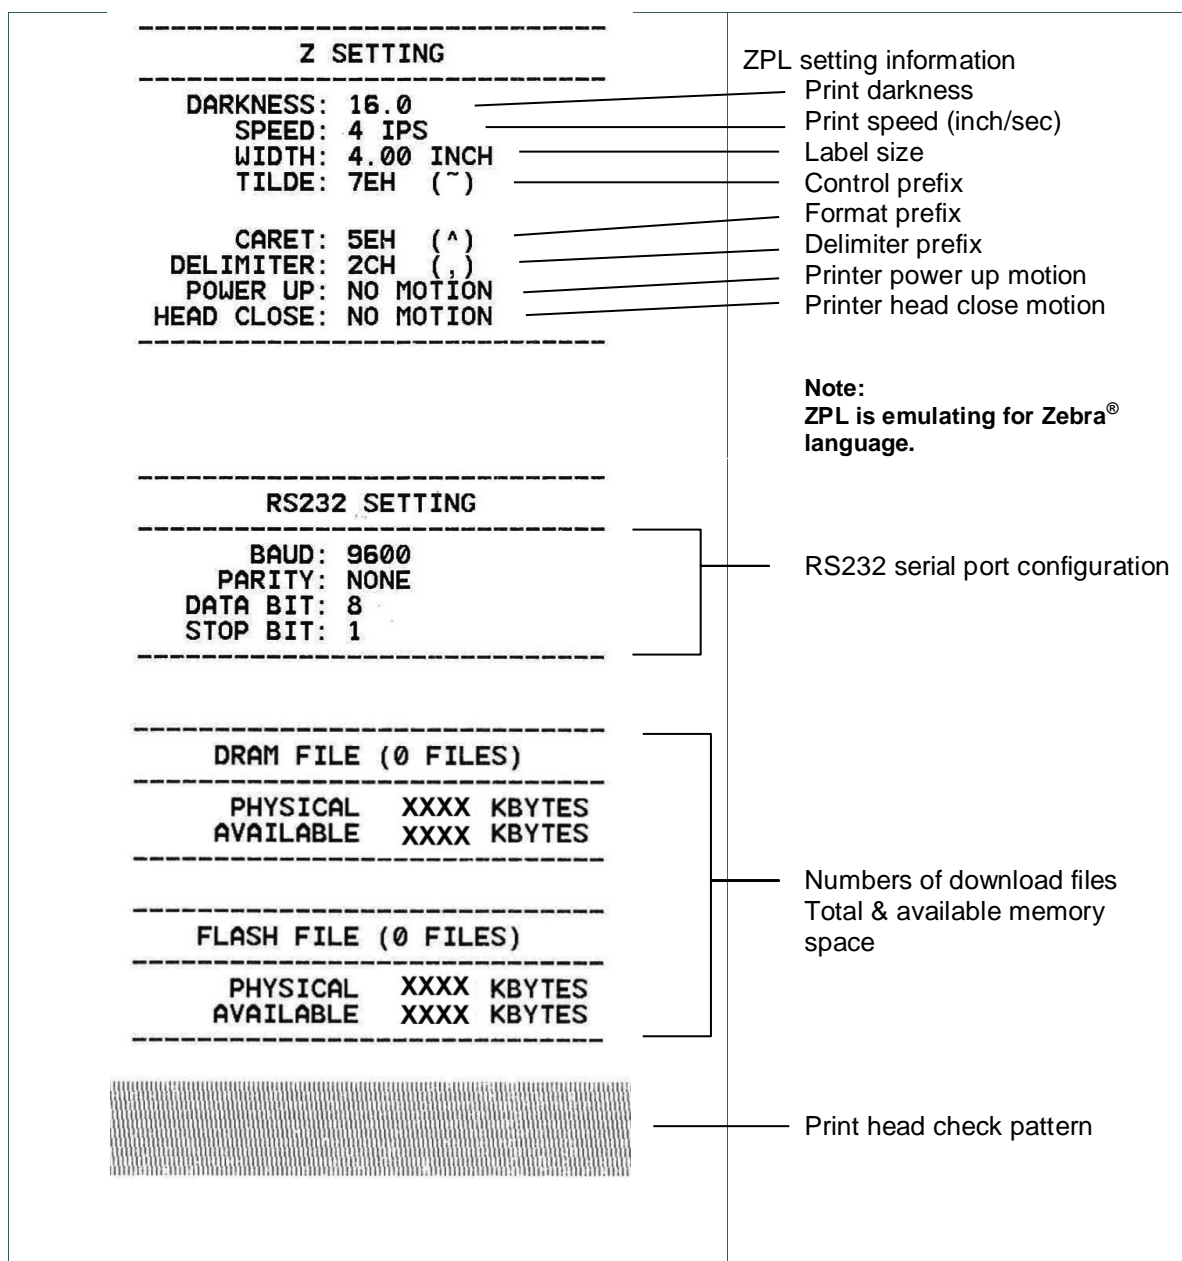 Z SETTING
DARKNESS: 16.0
SPEED: 4 IPS
WIDTH: 4.00 INCH
TILDE: 7EH (~)
CARET: 5EH (^)
DELIMITER: 2CH (,)
POWER UP: NO MOTION
HEAD CLOSE: NO MOTION
ZPL setting information
Print darkness
Print speed (inch/sec)
Label size
Control prefix
Format prefix
Delimiter prefix
Printer power up motion
Printer head close motion
Note:
ZPL is emulating for Zebra®
language.
RS232 SETTING
BAUD: 9600
PARITY: NONE
DATA BIT: 8
STOP BIT: 1
RS232 serial port configuration
DRAM FILE (0 FILES)
PHYSICAL XXXX KBYTES
AVAILABLE XXXX KBYTES
FLASH FILE (0 FILES)
PHYSICAL XXXX KBYTES
AVAILABLE XXXX KBYTES
Numbers of download files
Total & available memory
space
Print head check pattern